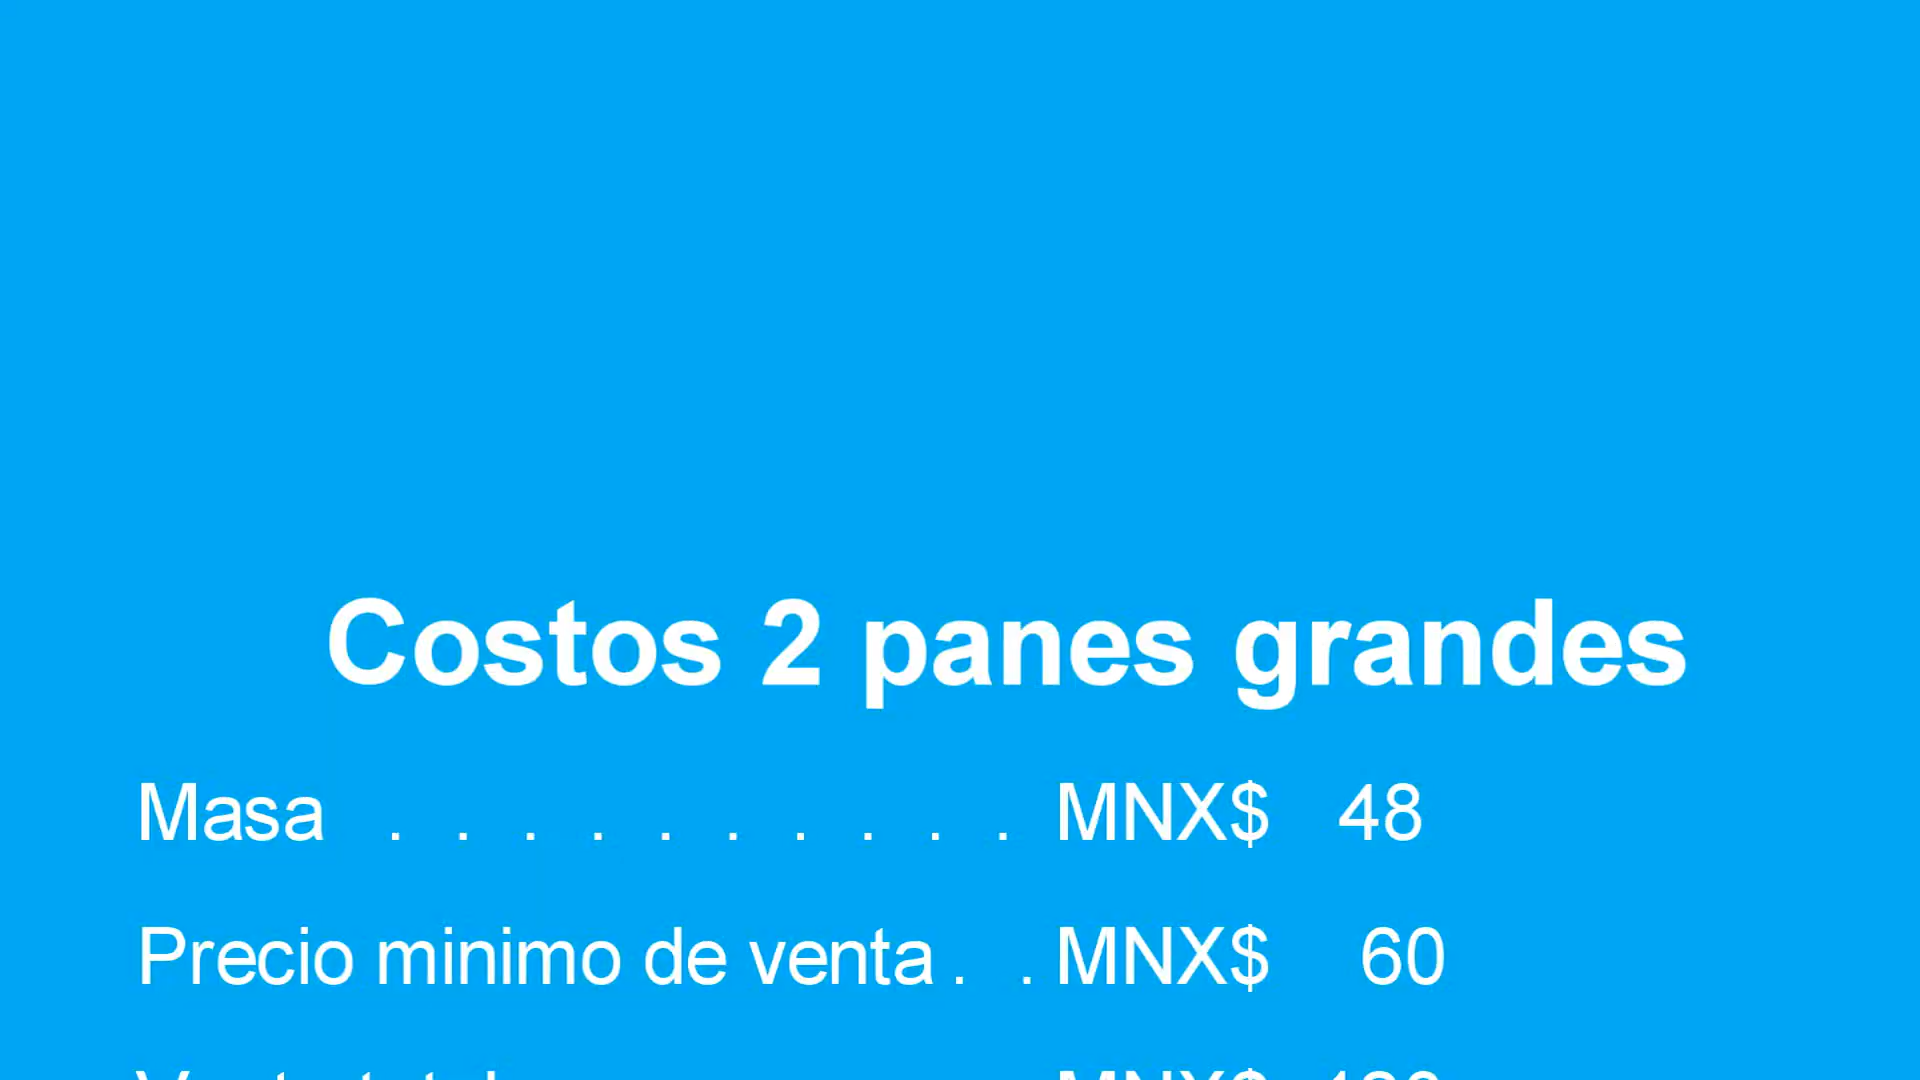 Costos 2 panes grandes
Masa . . . . . . . . . . MNX$ 48
Precio minimo de venta . . MNX$ 60